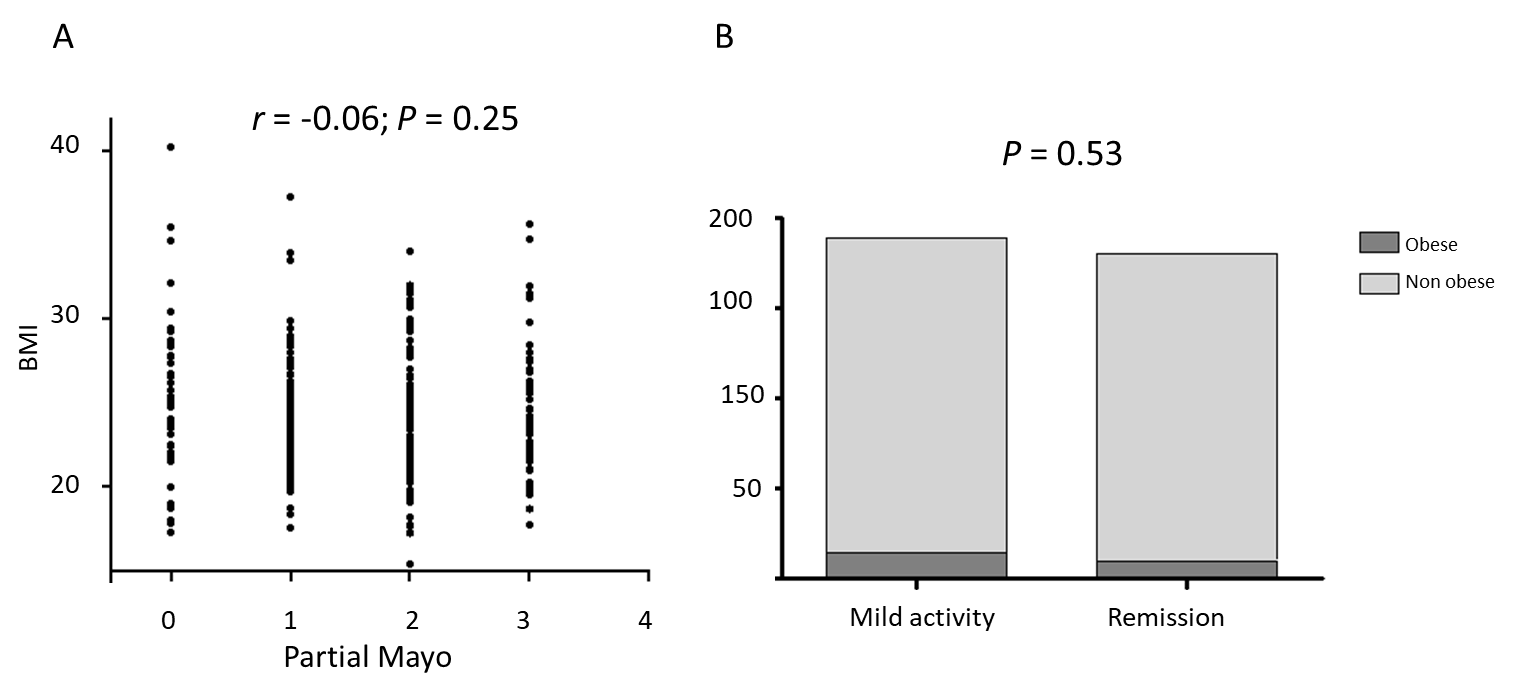 A
r = -0.06; P = 0.25
40
30
20
BMI
0 1 2 3 4
Partial Mayo
B
P = 0.53
200
100
150
50
Mild activity Remission
Obese
Non obese